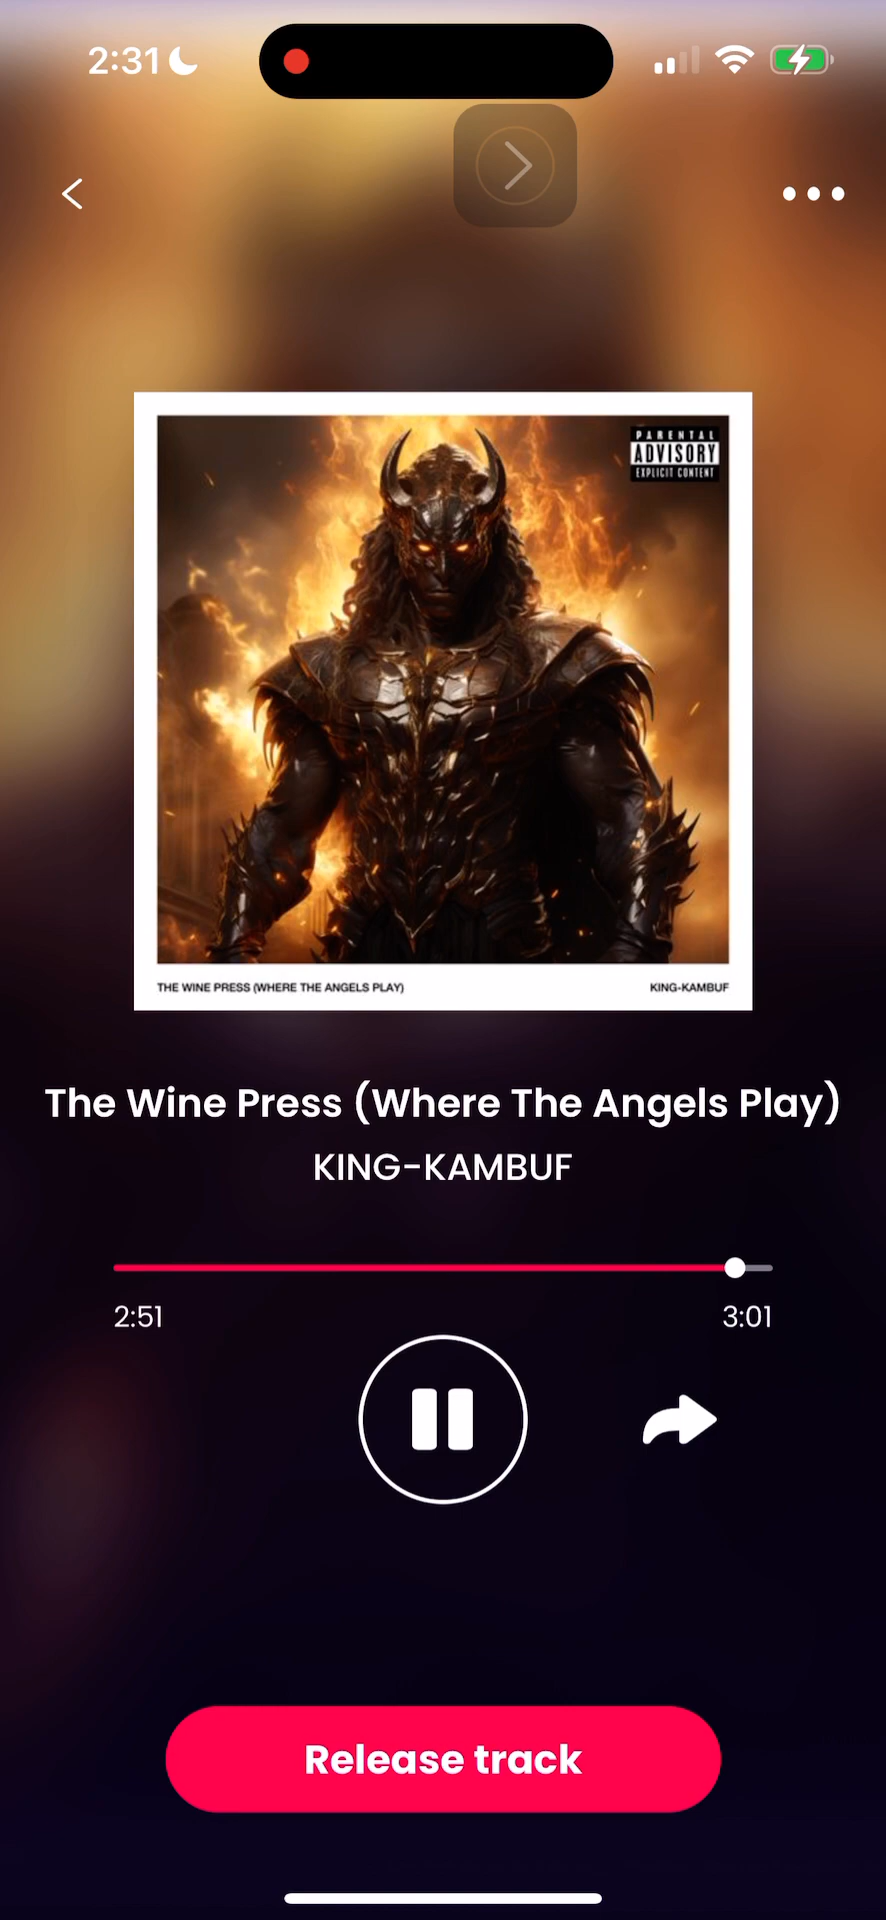 2:31
PARENTAL
ADVISORY
EXPLICIT CONTENT
THE WINE PRESS (WHERE THE ANGELS PLAY) KING-KAMBUF
The Wine Press (Where The Angels Play)
KING-KAMBUF
2:51 3:01
Release track